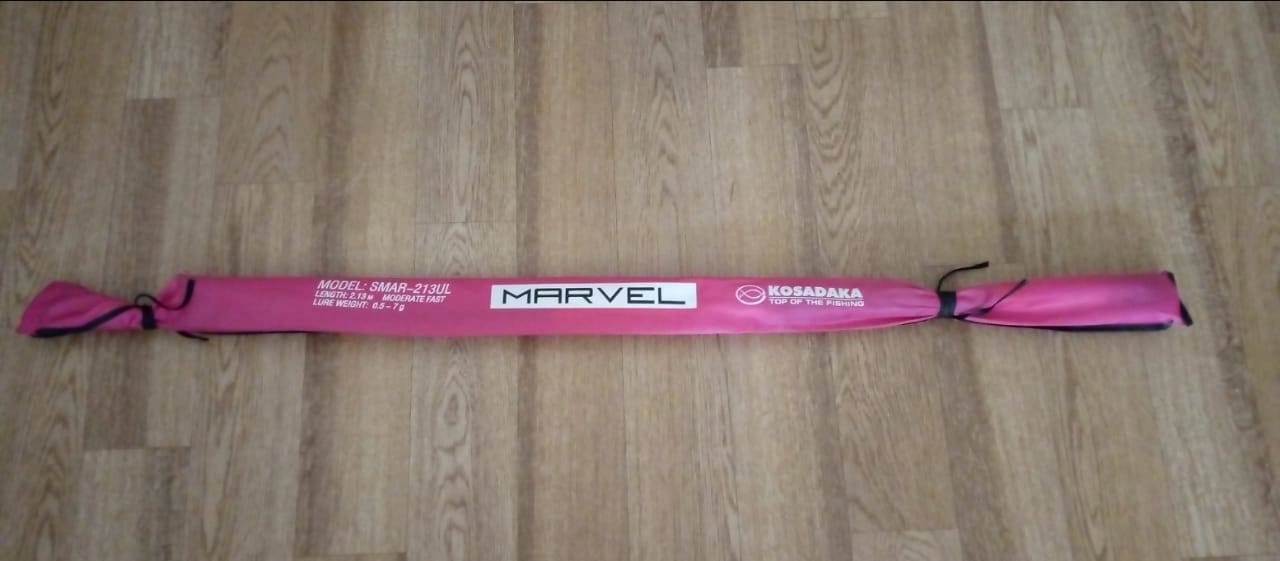 MODEL: SMAR-213UL
LENGTH: 2.13 м MODERATE FAST
LURE WEIGHT: 0.5 - 7 g
MARVEL
KOSADAKA
TOP OF THE FISHING